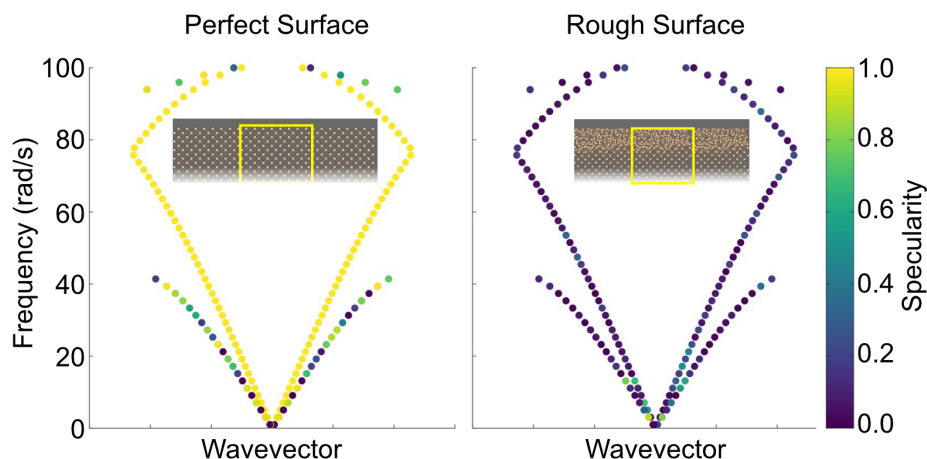 Perfect Surface
Rough Surface
Frequency (rad/s)
100
80
60
40
20
0
Wavevector
Wavevector
1.0
0.8
0.6
0.4
0.2
0.0
Specularity